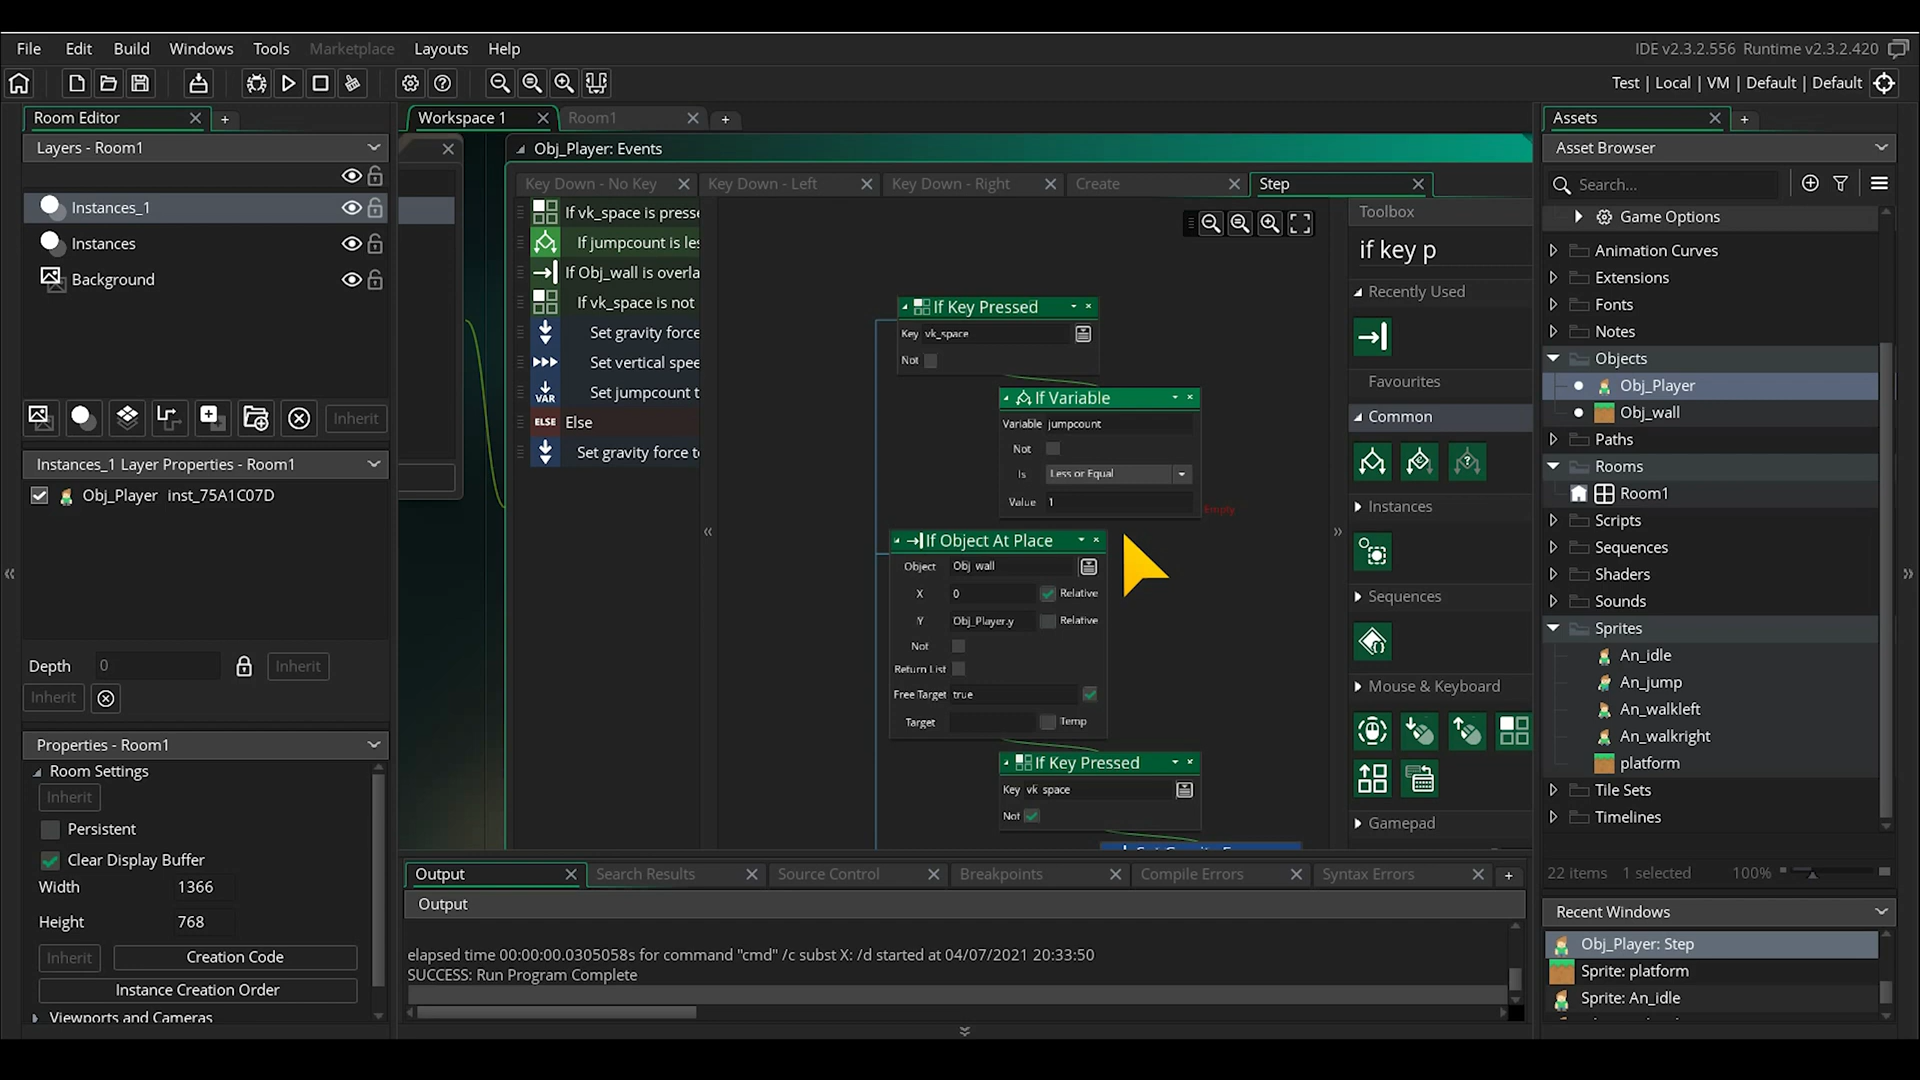 File Edit Build Windows Tools Marketplace Layouts Help
IDE v2.3.2.556 Runtime v2.3.2.420
Test | Local | VM | Default | Default
Room Editor
Workspace 1
Room1
Assets
Layers - Room1
Obj_Player: Events
Asset Browser
Key Down - No Key
Key Down - Left
Key Down - Right
Create
Step
Search...
Instances_1
Instances
Background
Inherit
If vk_space is presse
If jumpcount is les
If Obj_wall is overla
If vk_space is not
Set gravity force
Set vertical spee
VAR Set jumpcount t
ELSE Else
Set gravity force t
If Key Pressed
Key vk_space
Not
If Variable
Variable jumpcount
Not
Is Less or Equal
Value 1
Empty
If Object At Place
Object Obj_wall
X 0 Relative
Y Obj_Player.y Relative
Not
Return List
Free Target true
Target Temp
If Key Pressed
Key vk_space
Not
Toolbox
if key p
Recently Used
Favourites
Common
Instances
Sequences
Mouse & Keyboard
Gamepad
Game Options
Animation Curves
Extensions
Fonts
Notes
Objects
Obj_Player
Obj_wall
Paths
Rooms
Room1
Scripts
Sequences
Shaders
Sounds
Sprites
An_idle
An_jump
An_walkleft
An_walkright
platform
Tile Sets
Timelines
22 items 1 selected 100%
Recent Windows
Obj_Player: Step
Sprite: platform
Sprite: An_idle
Instances_1 Layer Properties - Room1
Obj_Player inst_75A1C07D
Depth 0 Inherit
Inherit
Properties - Room1
Room Settings
Inherit
Persistent
Clear Display Buffer
Width 1366
Height 768
Inherit Creation Code
Instance Creation Order
Viewports and Cameras
Output
Search Results
Source Control
Breakpoints
Compile Errors
Syntax Errors
Output
elapsed time 00:00:00.0305058s for command "cmd" /c subst X: /d started at 04/07/2021 20:33:50
SUCCESS: Run Program Complete